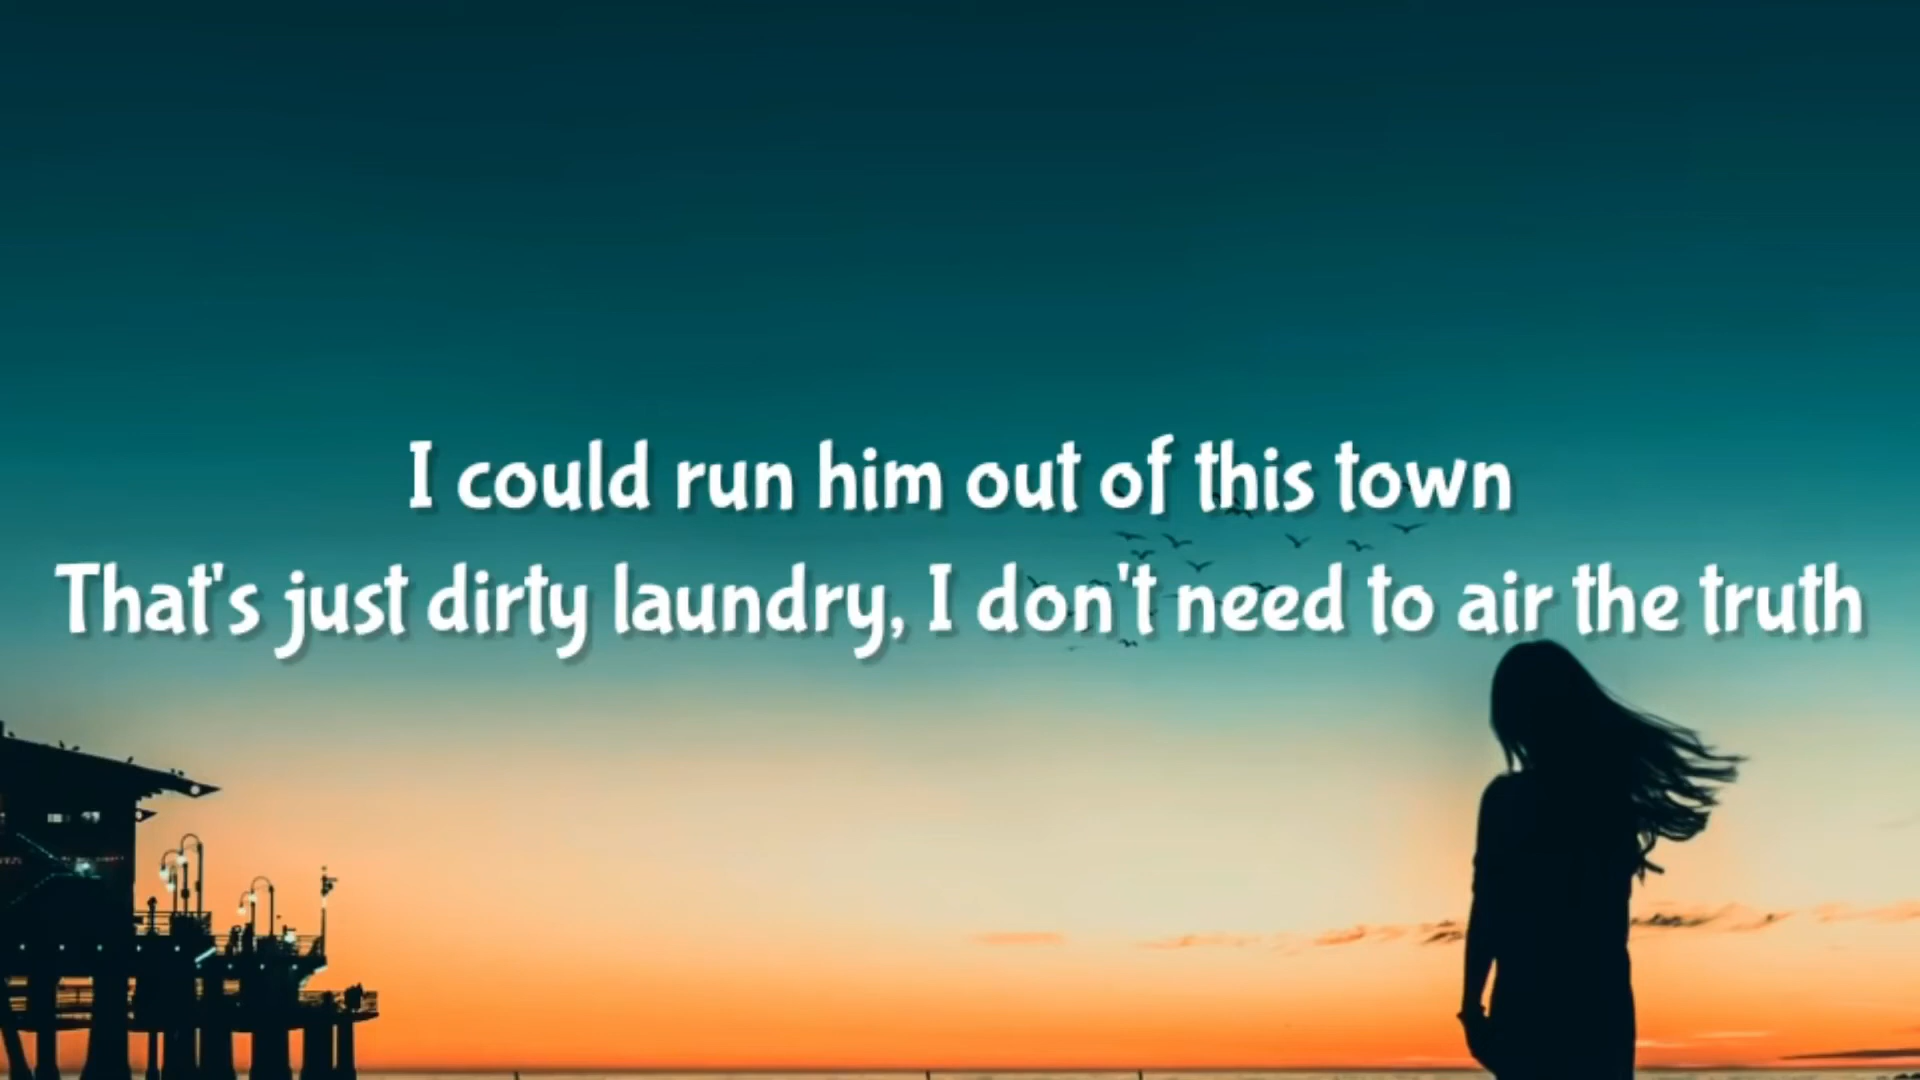 I could run him out of this town
That's just dirty laundry, I don't need to air the truth